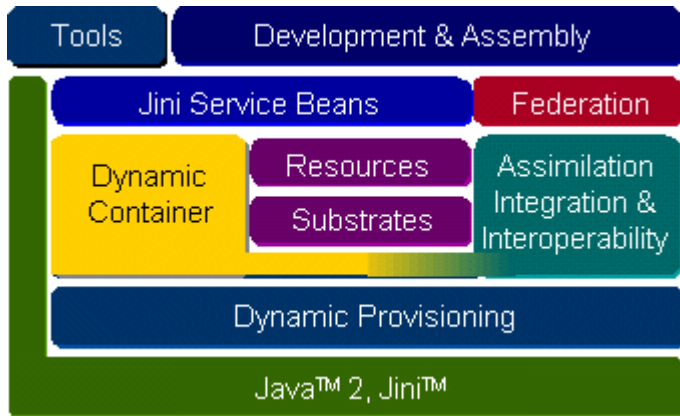 Tools
Development & Assembly
Jini Service Beans
Federation
Dynamic
Container
Resources
Substrates
Assimilation
Integration &
Interoperability
Dynamic Provisioning
Java™ 2, Jini™